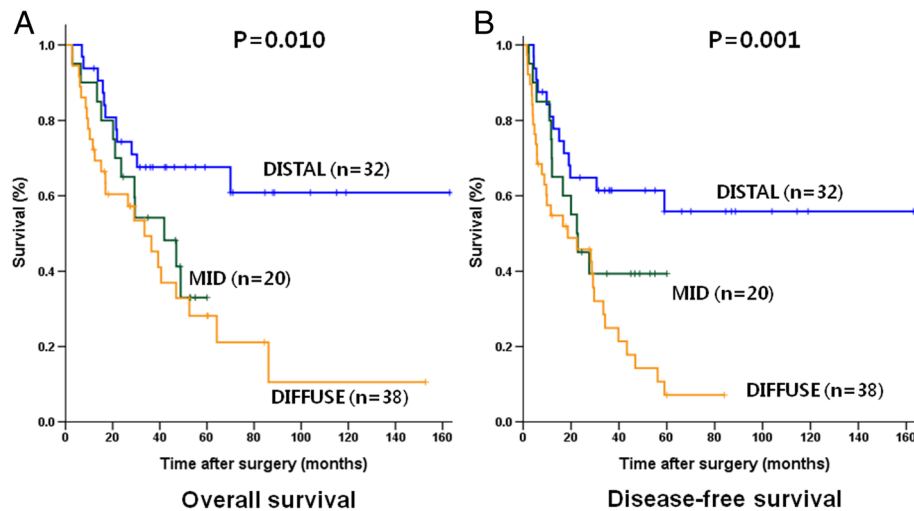 A
P=0.010
Survival (%)
1.0
0.8
0.6
0.4
0.2
0.0
DISTAL (n=32)
MID (n=20)
DIFFUSE (n=38)
0 20 40 60 80 100 120 140 160
Time after surgery (months)
Overall survival
B
P=0.001
Survival (%)
1.0
0.8
0.6
0.4
0.2
0.0
DISTAL (n=32)
MID (n=20)
DIFFUSE (n=38)
0 20 40 60 80 100 120 140 160
Time after surgery (months)
Disease-free survival